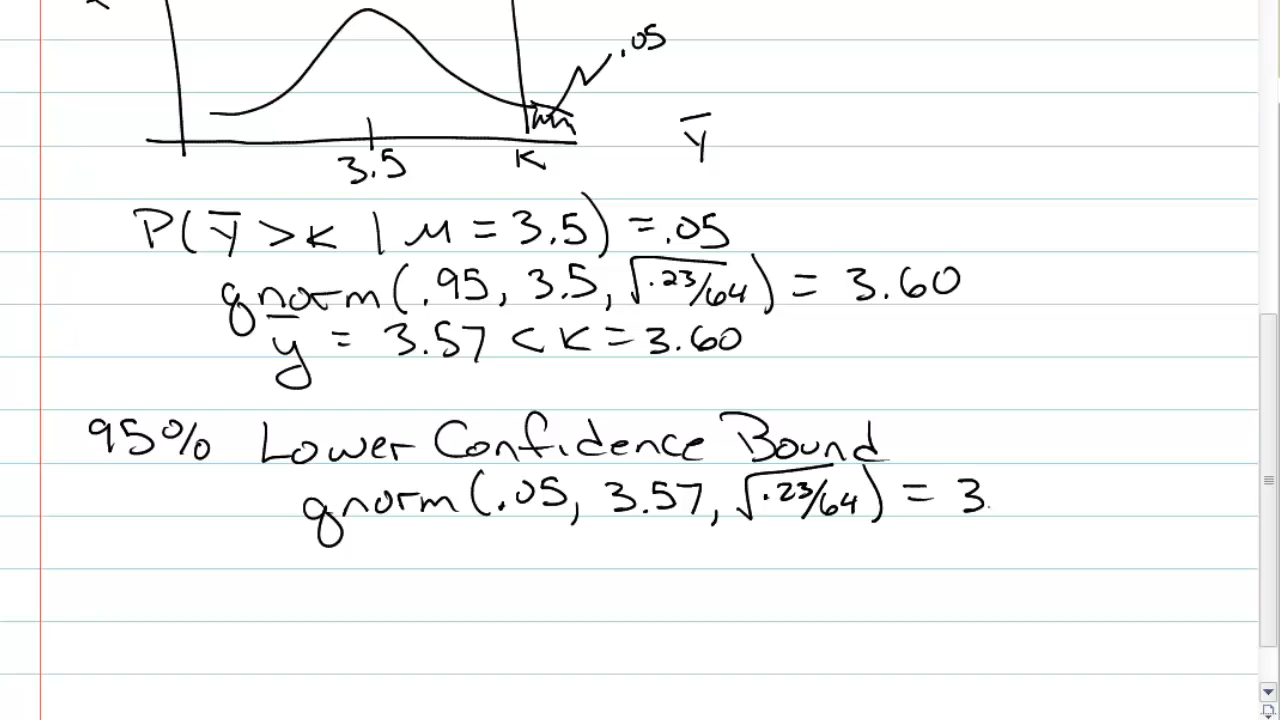 .05
Y̅
3.5 K
P(Y̅ > K | μ = 3.5) = .05
qnorm(.95, 3.5, √.23/64) = 3.60
y̅ = 3.57 < K = 3.60
95% Lower Confidence Bound
qnorm(.05, 3.57, √.23/64) = 3.